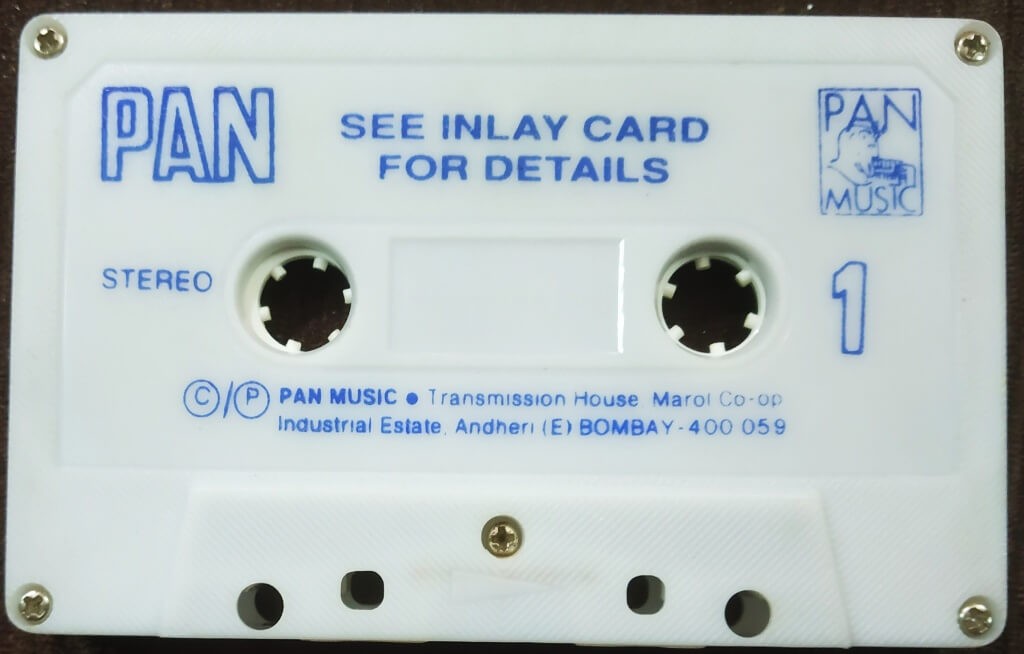 PAN
SEE INLAY CARD
FOR DETAILS
PAN
MUSIC
STEREO
1
Ⓒ/Ⓟ PAN MUSIC ● Transmission House Marol Co-op
Industrial Estate, Andheri (E) BOMBAY-400 059